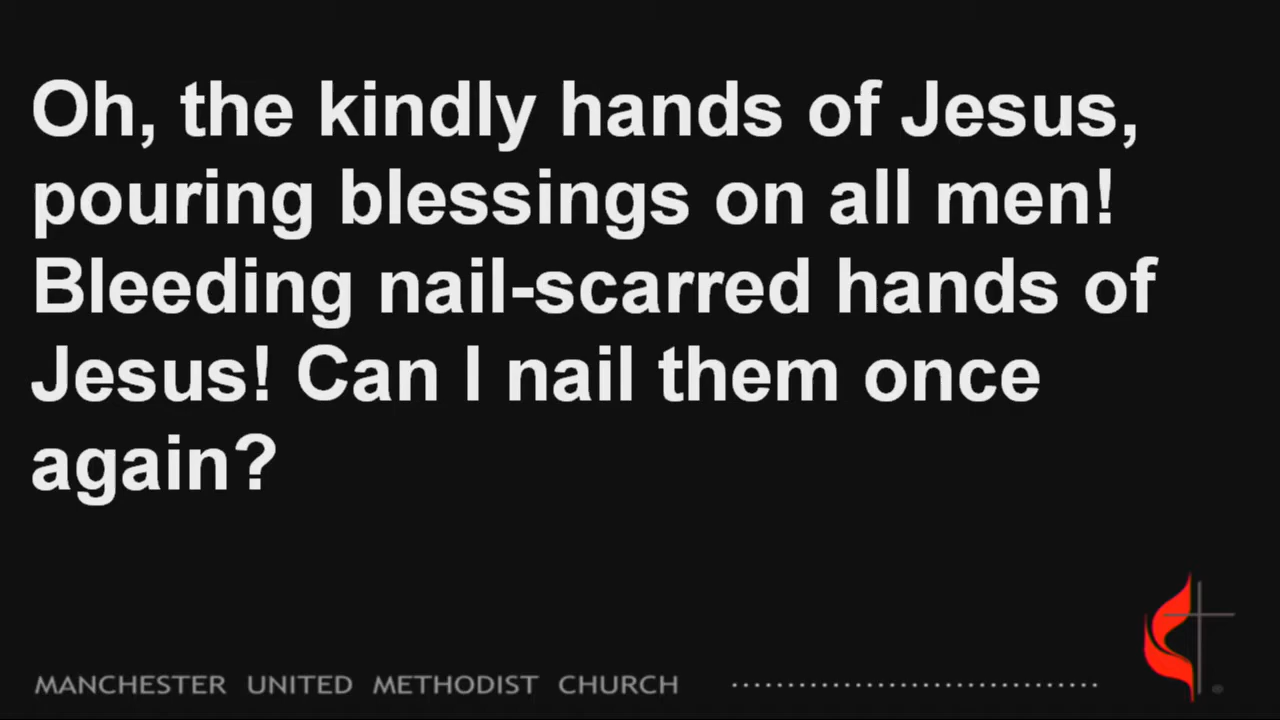 Oh, the kindly hands of Jesus,
pouring blessings on all men!
Bleeding nail-scarred hands of
Jesus! Can I nail them once
again?
MANCHESTER UNITED METHODIST CHURCH
®